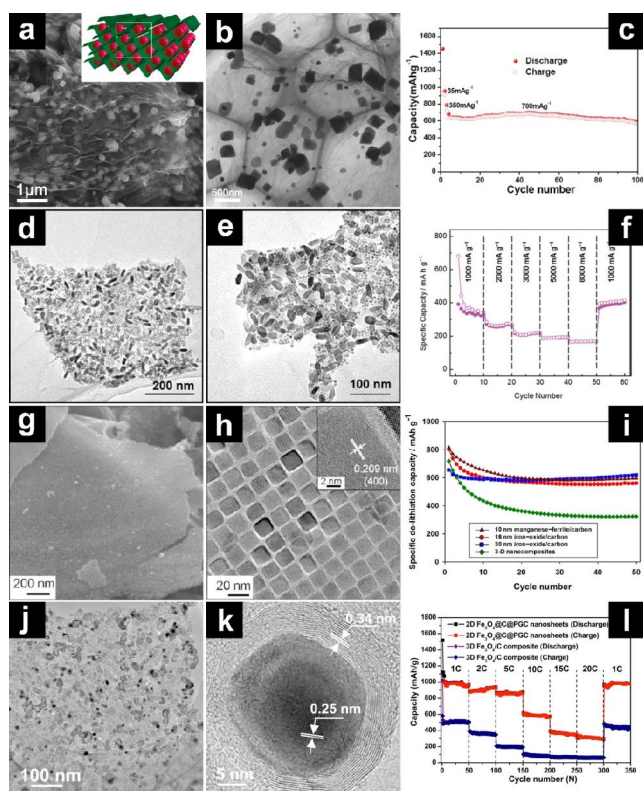 a
1μm
b
500nm
c
Capacity(mAhg⁻¹)
1600
1400
1200
1000
800
600
400
200
0
Discharge
Charge
35mAg⁻¹
350mAg⁻¹
700mAg⁻¹
0 20 40 60 80 100
Cycle number
d
200 nm
e
100 nm
f
Specific Capacity / mA h g⁻¹
800
600
400
200
0
1000 mA g⁻¹
2000 mA g⁻¹
3000 mA g⁻¹
5000 mA g⁻¹
8000 mA g⁻¹
1000 mA g⁻¹
0 10 20 30 40 50 60
Cycle Number
g
200 nm
h
2 nm
0.209 nm
(400)
20 nm
i
Specific de-lithiation capacity / mAh g⁻¹
1000
800
600
400
200
0
10 nm manganese-ferrite/carbon
16 nm iron-oxide/carbon
30 nm iron-oxide/carbon
3-D nanocomposites
0 10 20 30 40 50
Cycle number
j
100 nm
k
0.34 nm
0.25 nm
5 nm
l
Capacity (mAh/g)
1800
1600
1400
1200
1000
800
600
400
200
0
2D Fe₃O₄@C@PGC nanosheets (Discharge)
2D Fe₃O₄@C@PGC nanosheets (Charge)
3D Fe₃O₄/C composite (Discharge)
3D Fe₃O₄/C composite (Charge)
1C 2C 5C 10C 15C 20C 1C
0 50 100 150 200 250 300 350
Cycle number (N)